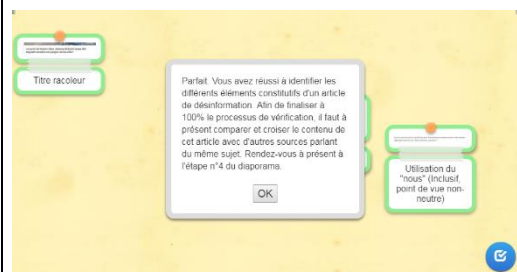 Titre racoleur
Parfait. Vous avez réussi à identifier les
différents éléments constitutifs d'un article
de désinformation. Afin de finaliser à
100% le processus de vérification, il faut à
présent comparer et croiser le contenu de
cet article avec d'autres sources parlant
du même sujet. Rendez-vous à présent à
l'étape n°4 du diaporama.
OK
Utilisation du
"nous" (Inclusif,
point de vue non-
neutre)